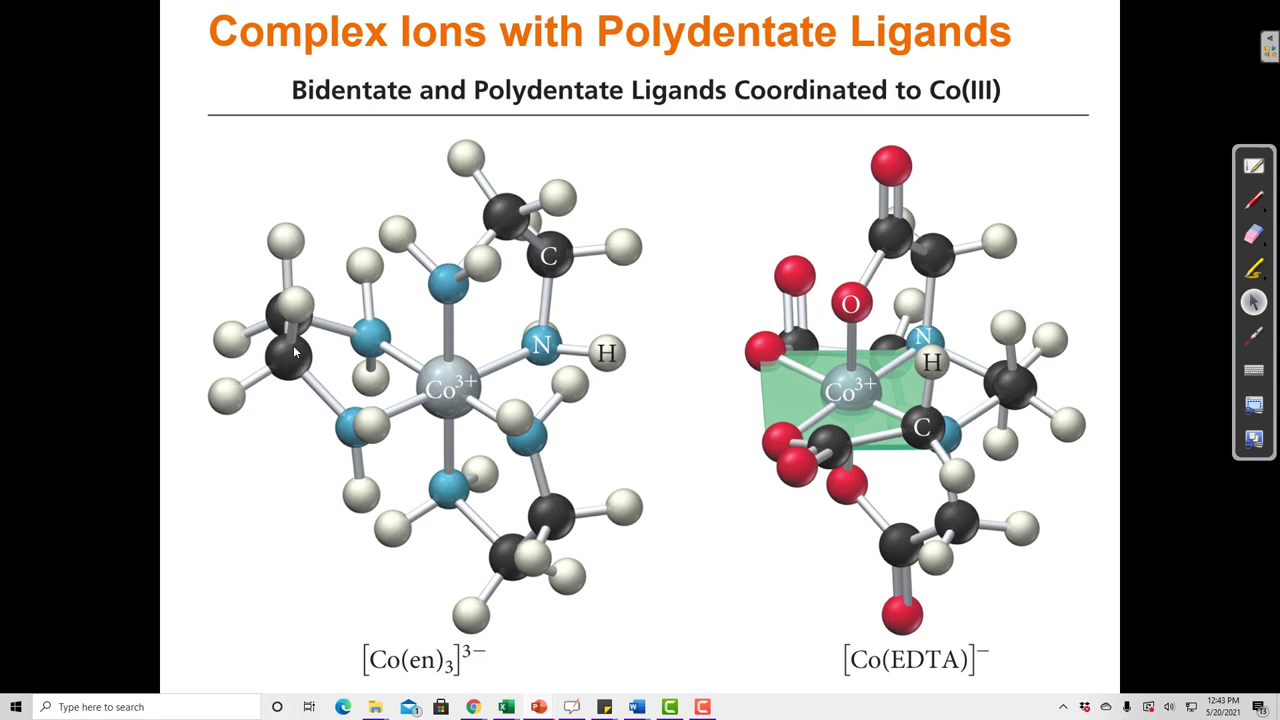 Complex Ions with Polydentate Ligands
Bidentate and Polydentate Ligands Coordinated to Co(III)
C
N
H
Co³⁺
O
N
H
Co³⁺
C
[Co(en)₃]³⁻
[Co(EDTA)]⁻
Type here to search
12:43 PM
5/20/2021